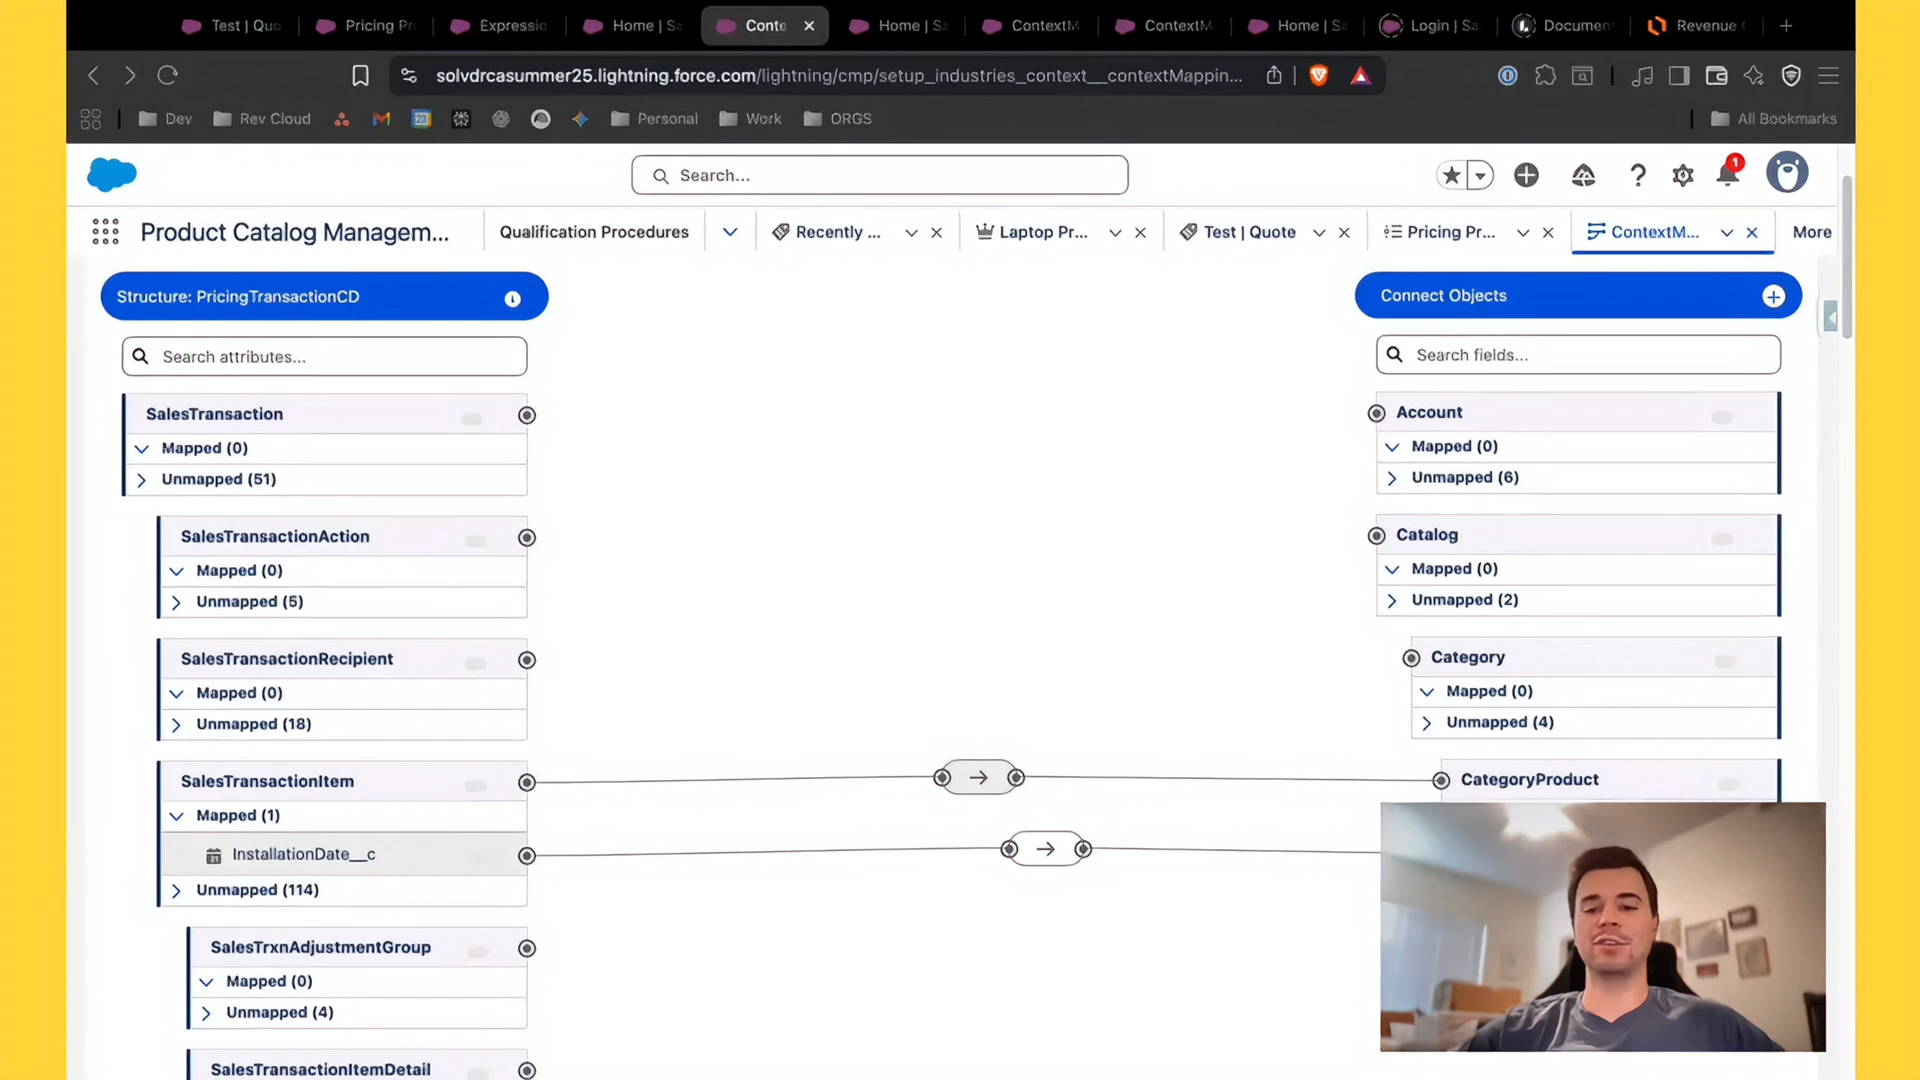 Test | Quo
Pricing Pr
Expressio
Home | Sa
Conte
Home | Sa
ContextM
ContextM
Home | Sa
Login | Sa
Documen
Revenue
solvdrcasummer25.lightning.force.com/lightning/cmp/setup_industries_context__contextMappin...
Dev
Rev Cloud
Personal
Work
ORGS
All Bookmarks
Search...
1
Product Catalog Managem...
Qualification Procedures
Recently ...
Laptop Pr...
Test | Quote
Pricing Pr...
ContextM...
More
Structure: PricingTransactionCD
Search attributes...
SalesTransaction
Mapped (0)
Unmapped (51)
SalesTransactionAction
Mapped (0)
Unmapped (5)
SalesTransactionRecipient
Mapped (0)
Unmapped (18)
SalesTransactionItem
Mapped (1)
InstallationDate__c
Unmapped (114)
SalesTrxnAdjustmentGroup
Mapped (0)
Unmapped (4)
SalesTransactionItemDetail
Connect Objects
Search fields...
Account
Mapped (0)
Unmapped (6)
Catalog
Mapped (0)
Unmapped (2)
Category
Mapped (0)
Unmapped (4)
CategoryProduct